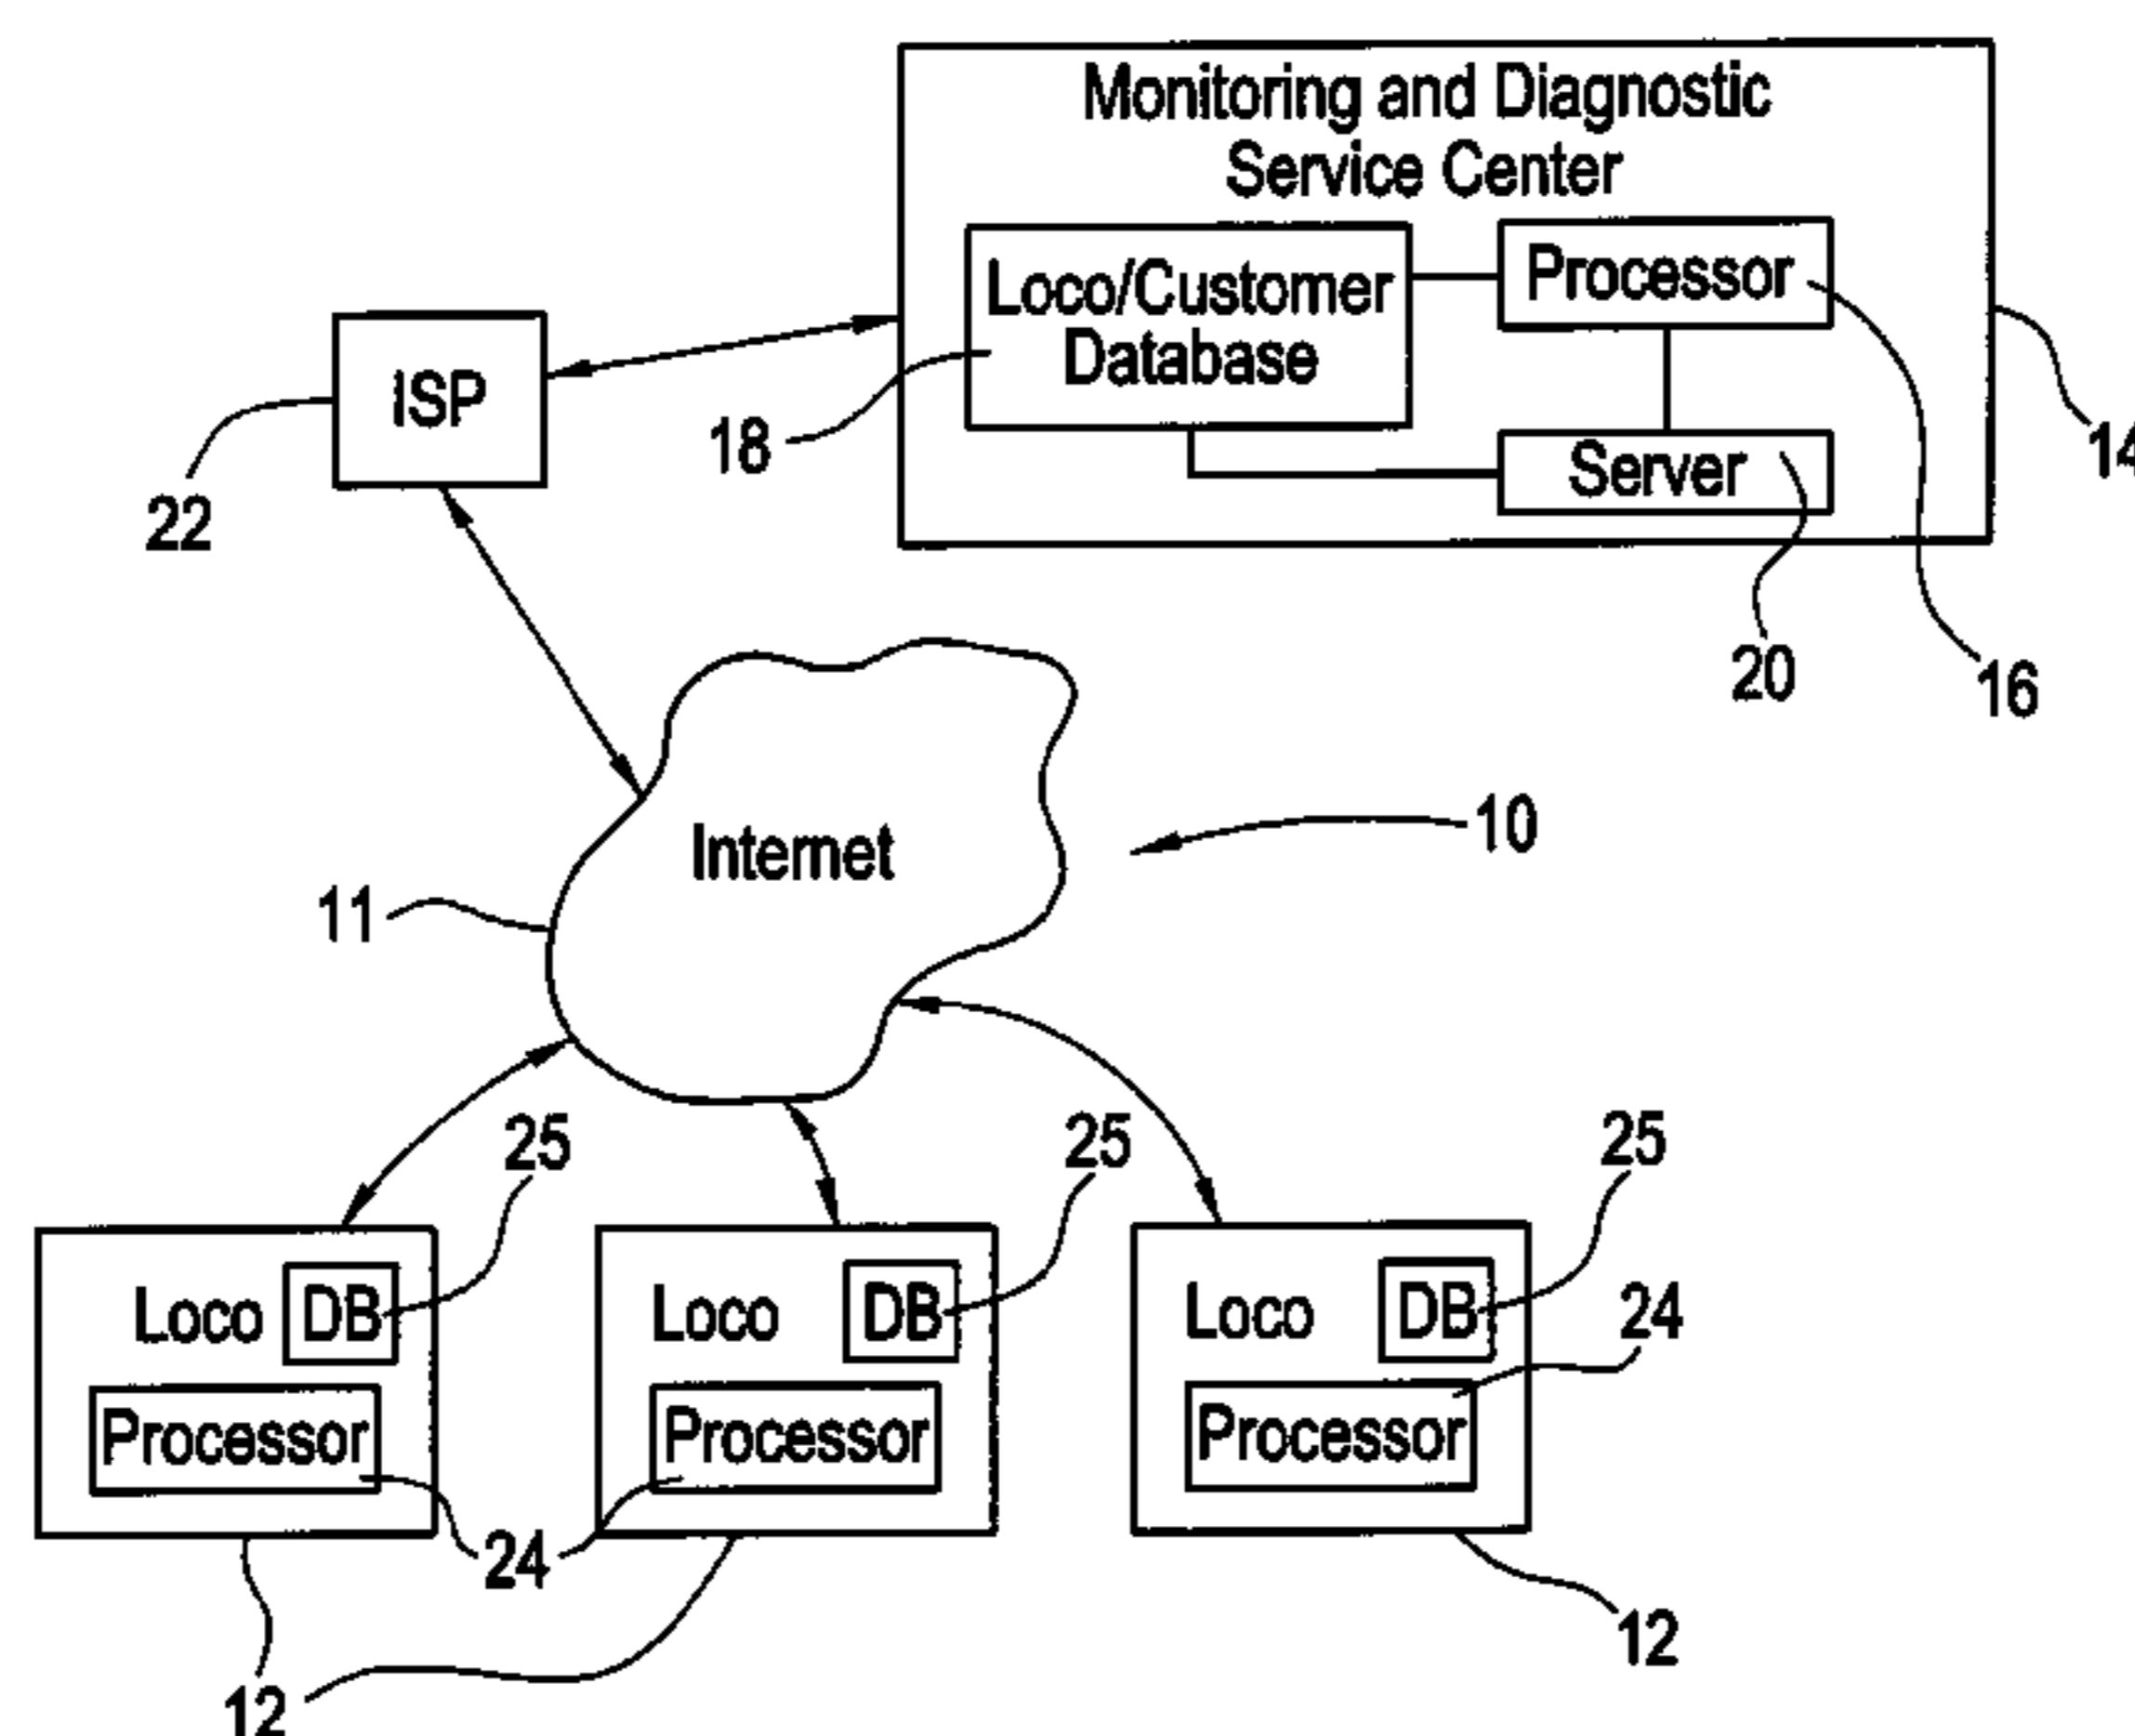 Monitoring and Diagnostic
Service Center
Loco/Customer
Database
Processor
Server
ISP
22
18
14
20
16
Internet
10
11
25
25
25
Loco
DB
Loco
DB
Loco
DB
24
Processor
Processor
Processor
24
12
12